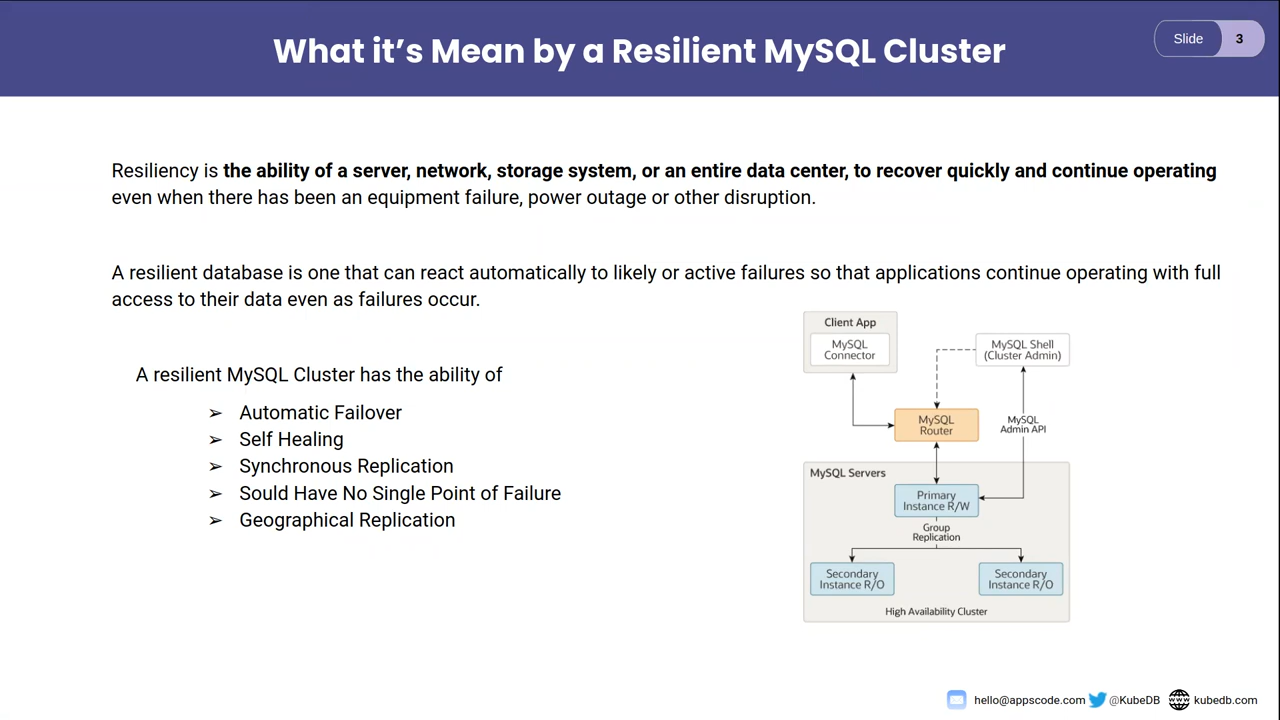 What it's Mean by a Resilient MySQL Cluster
Slide 3
Resiliency is the ability of a server, network, storage system, or an entire data center, to recover quickly and continue operating
even when there has been an equipment failure, power outage or other disruption.
A resilient database is one that can react automatically to likely or active failures so that applications continue operating with full
access to their data even as failures occur.
A resilient MySQL Cluster has the ability of
➢ Automatic Failover
➢ Self Healing
➢ Synchronous Replication
➢ Sould Have No Single Point of Failure
➢ Geographical Replication
Client App
MySQL
Connector
MySQL Shell
(Cluster Admin)
MySQL
Router
MySQL
Admin API
MySQL Servers
Primary
Instance R/W
Group
Replication
Secondary
Instance R/O
Secondary
Instance R/O
High Availability Cluster
hello@appscode.com @KubeDB www kubedb.com